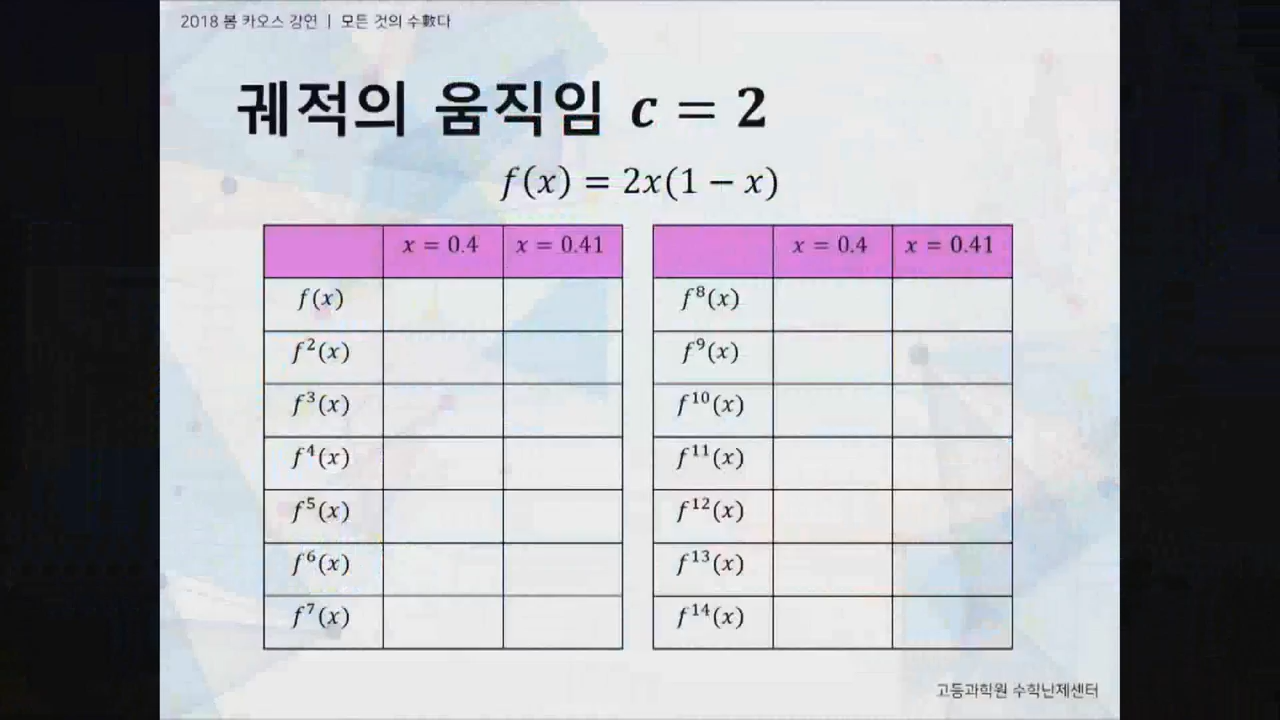 2018 봄 카오스 강연 | 모든 것의 수數다
궤적의 움직임 c = 2
f(x) = 2x(1 − x)
x = 0.4 x = 0.41
f(x)
f²(x)
f³(x)
f⁴(x)
f⁵(x)
f⁶(x)
f⁷(x)
x = 0.4 x = 0.41
f⁸(x)
f⁹(x)
f¹⁰(x)
f¹¹(x)
f¹²(x)
f¹³(x)
f¹⁴(x)
고등과학원 수학난제센터